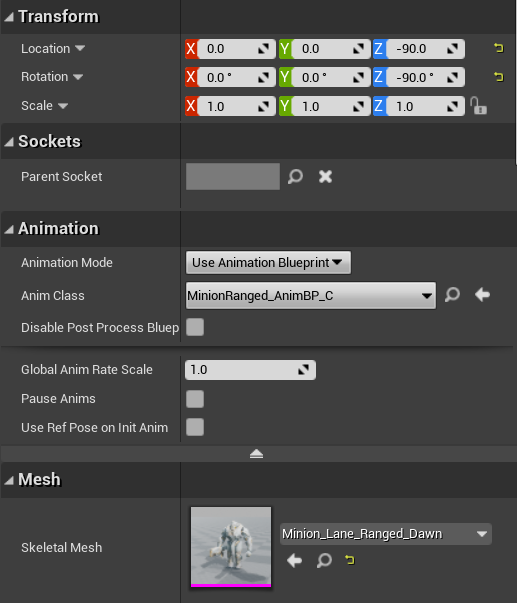 Transform
Location X 0.0 Y 0.0 Z -90.0
Rotation X 0.0 ° Y 0.0 ° Z -90.0 °
Scale X 1.0 Y 1.0 Z 1.0
Sockets
Parent Socket
Animation
Animation Mode Use Animation Blueprint
Anim Class MinionRanged_AnimBP_C
Disable Post Process Bluep
Global Anim Rate Scale 1.0
Pause Anims
Use Ref Pose on Init Anim
Mesh
Skeletal Mesh Minion_Lane_Ranged_Dawn